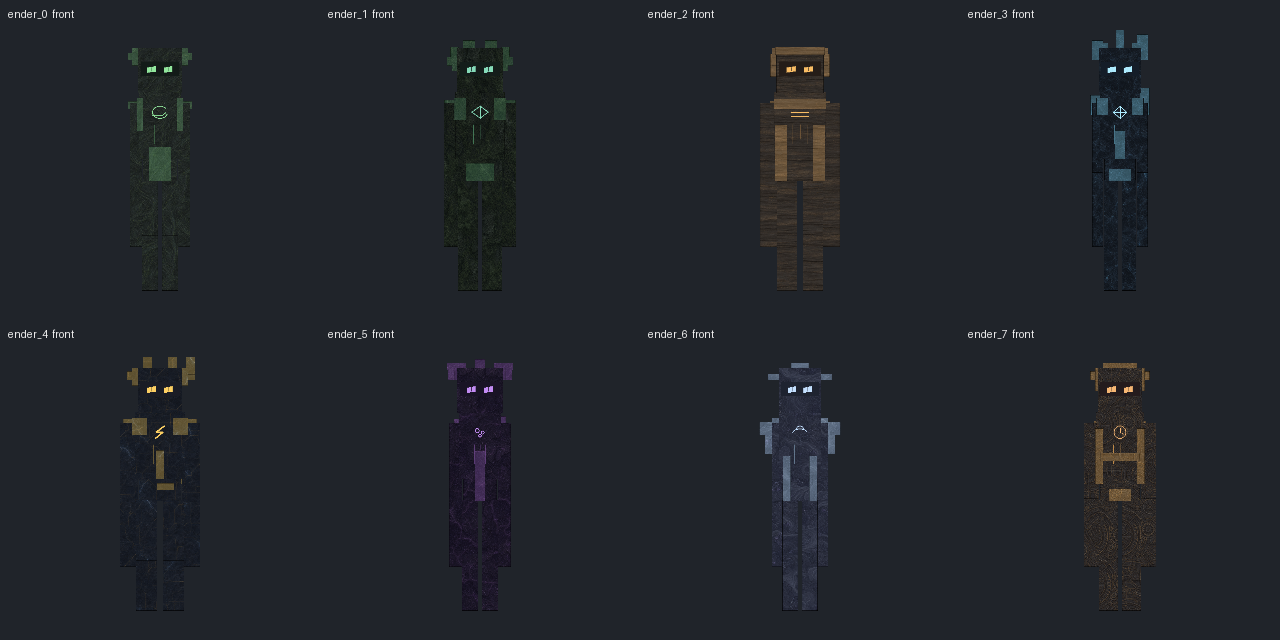 ender_0 front
ender_1 front
ender_2 front
ender_3 front
ender_4 front
ender_5 front
ender_6 front
ender_7 front